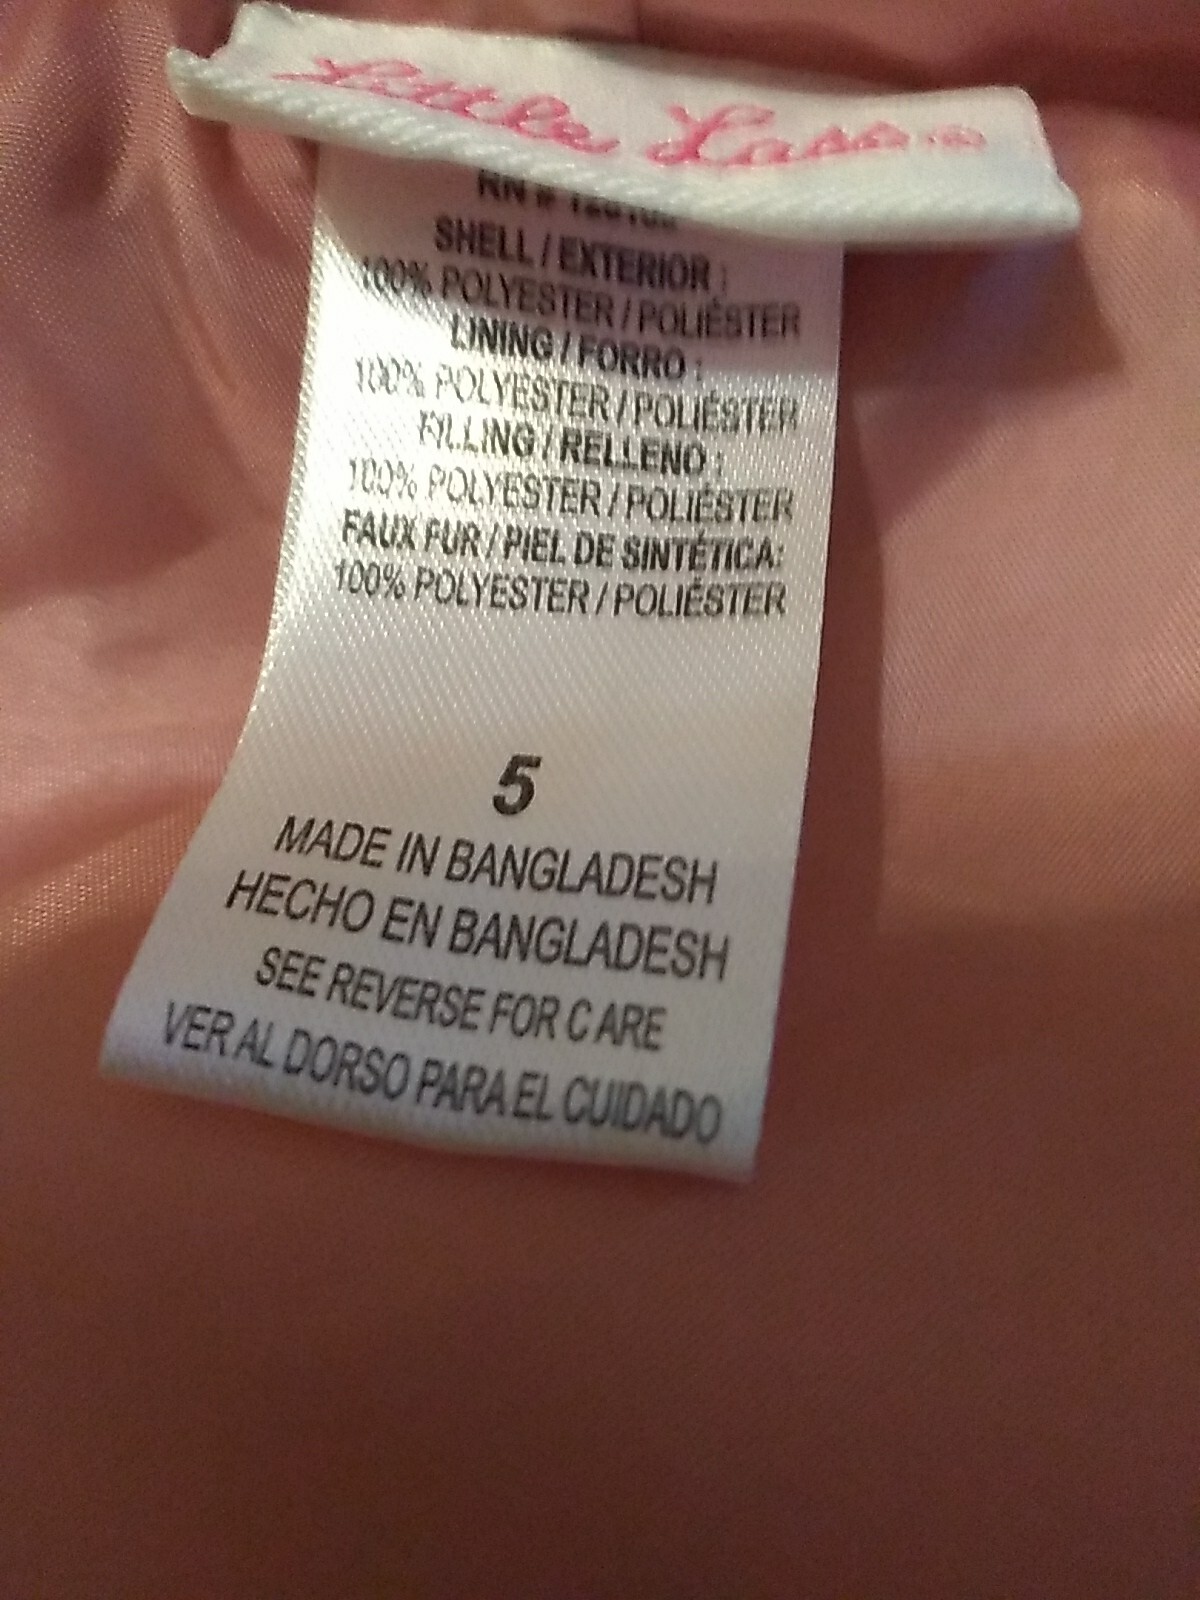 Little Lass ®
RN #
SHELL / EXTERIOR :
100% POLYESTER / POLIÉSTER
LINING / FORRO :
100% POLYESTER / POLIÉSTER
FILLING / RELLENO :
100% POLYESTER / POLIÉSTER
FAUX FUR / PIEL DE SINTÉTICA:
100% POLYESTER / POLIÉSTER
5
MADE IN BANGLADESH
HECHO EN BANGLADESH
SEE REVERSE FOR C ARE
VER AL DORSO PARA EL CUIDADO